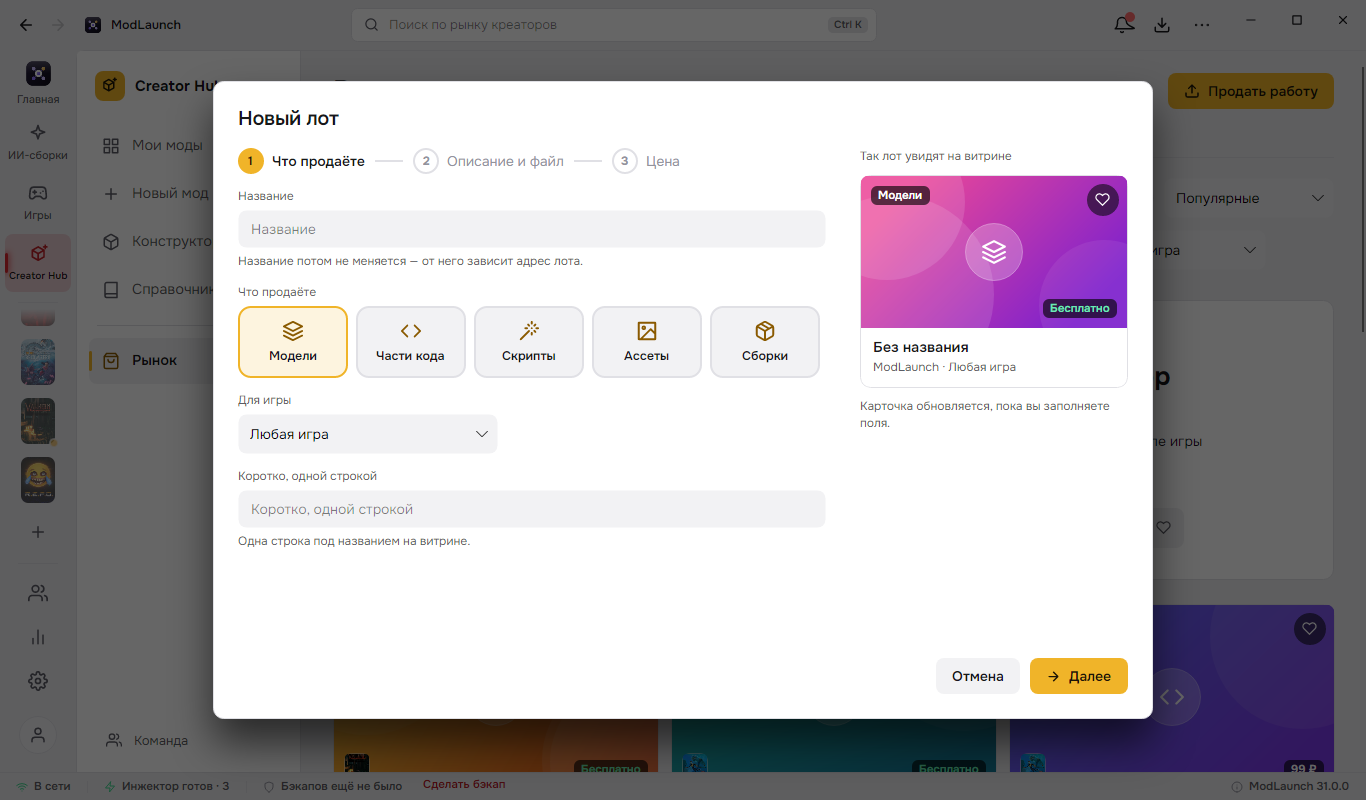 ModLaunch
Поиск по рынку креаторов
Ctrl K
Главная
ИИ-сборки
Игры
Creator Hub
Creator Hu
Мои моды
Новый мод
Конструкто
Справочник
Рынок
Команда
Продать работу
Популярные
игра
р
ле игры
Новый лот
1 Что продаёте
2 Описание и файл
3 Цена
Название
Название
Название потом не меняется — от него зависит адрес лота.
Что продаёте
Модели
Части кода
Скрипты
Ассеты
Сборки
Для игры
Любая игра
Коротко, одной строкой
Коротко, одной строкой
Одна строка под названием на витрине.
Так лот увидят на витрине
Модели
Бесплатно
Без названия
ModLaunch · Любая игра
Карточка обновляется, пока вы заполняете
поля.
Отмена
Далее
R.E.P.O.
Бесплатно
Бесплатно
99 ₽
В сети
Инжектор готов · 3
Бэкапов ещё не было
Сделать бэкап
ModLaunch 31.0.0